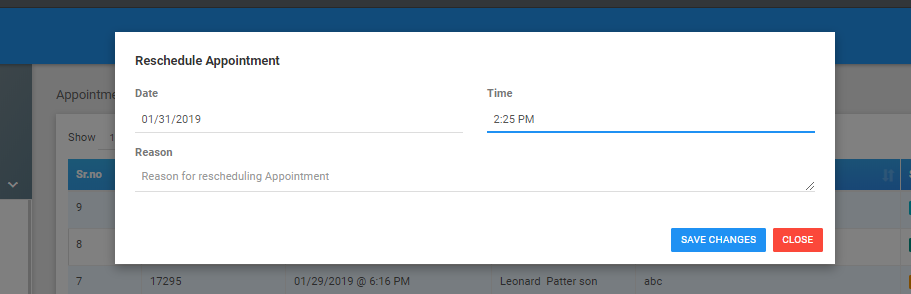 Reschedule Appointment
Date Time
01/31/2019 2:25 PM
Reason
Reason for rescheduling Appointment
SAVE CHANGES CLOSE
Show
Sr.no
9
8
7 17295 01/29/2019 @ 6:16 PM Leonard Patter son abc